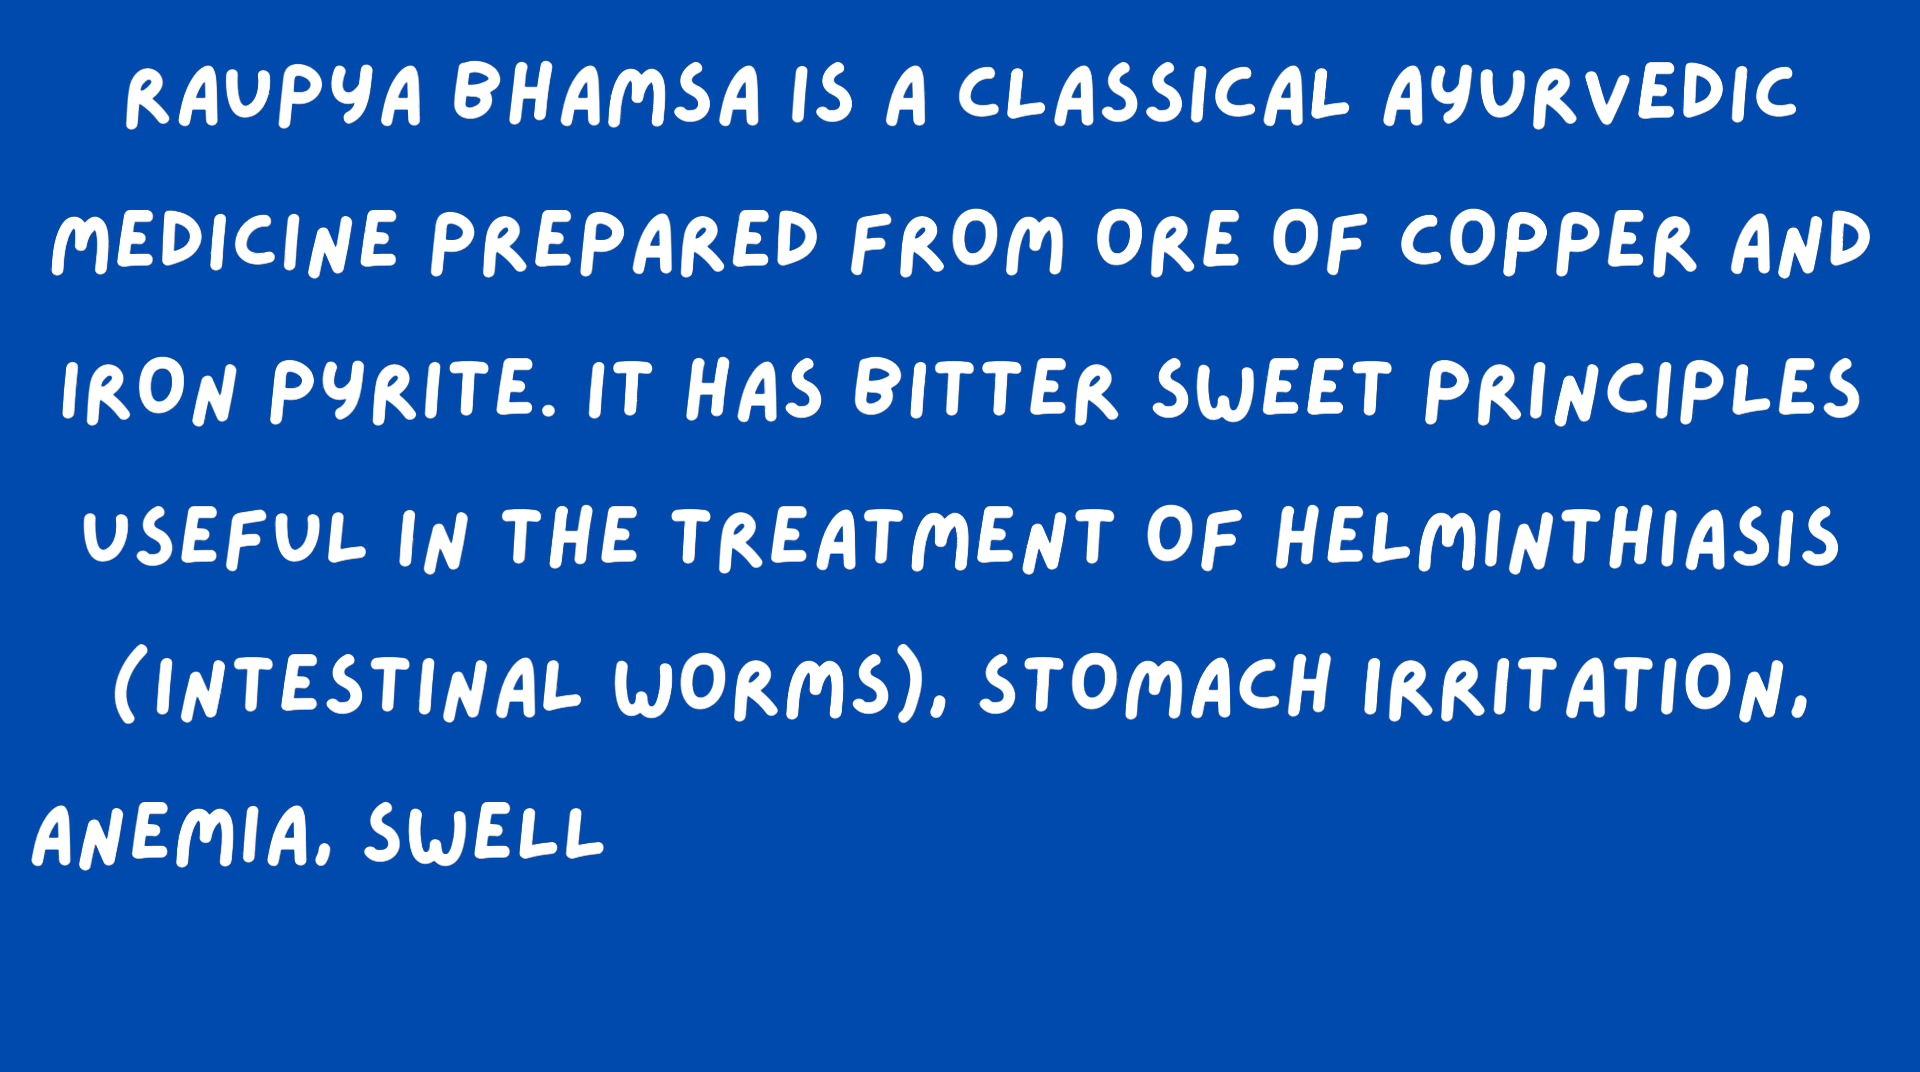 RAUPYA BHAMSA IS A CLASSICAL AYURVEDIC
MEDICINE PREPARED FROM ORE OF COPPER AND
IRON PYRITE. IT HAS BITTER SWEET PRINCIPLES
USEFUL IN THE TREATMENT OF HELMINTHIASIS
(INTESTINAL WORMS), STOMACH IRRITATION,
ANEMIA, SWELL